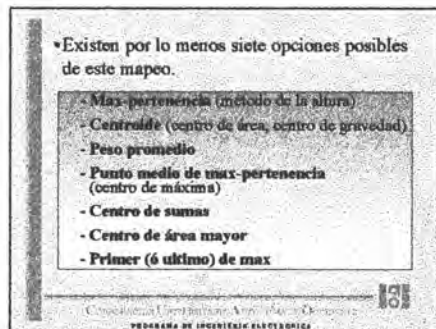 •Existen por lo menos siete opciones posibles
de este mapeo.
- Max-pertenencia (método de la altura)
- Centroide (centro de área, centro de gravedad)
- Peso promedio
- Punto medio de max-pertenencia
(centro de máxima)
- Centro de sumas
- Centro de área mayor
- Primer (ó ultimo) de max
PROGRAMA DE INGENIERIA ELECTRONICA